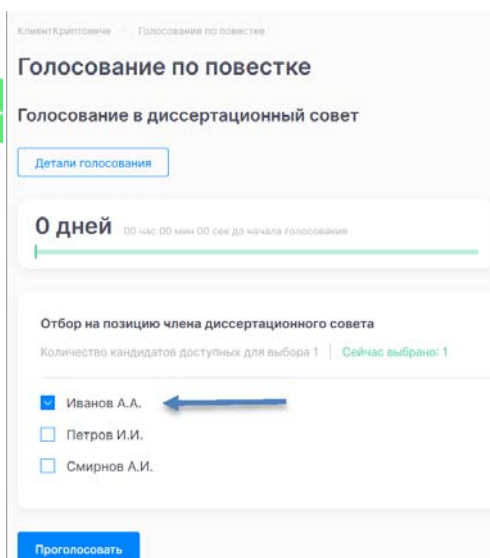 КлиентКриптовече Голосование по повестке
Голосование по повестке
Голосование в диссертационный совет
Детали голосования
0 дней 00 час 00 мин 00 сек до начала голосования
Отбор на позицию члена диссертационного совета
Количество кандидатов доступных для выбора 1 | Сейчас выбрано: 1
Иванов А.А.
Петров И.И.
Смирнов А.И.
Проголосовать